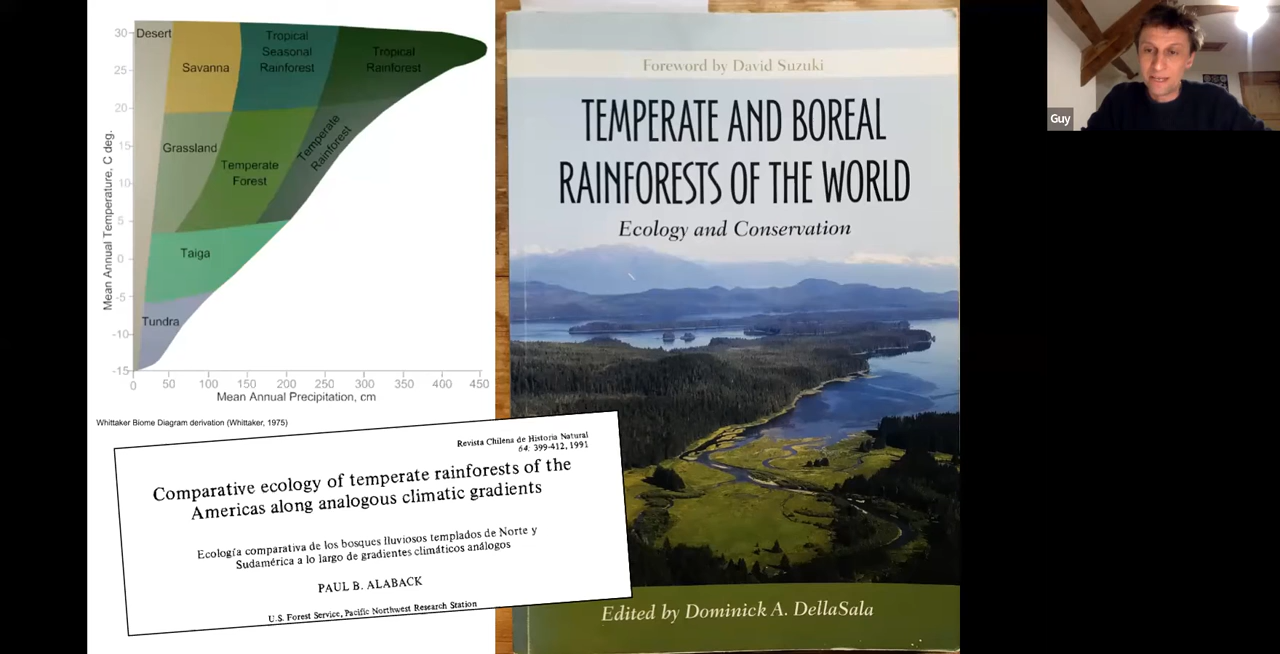 30
25
20
15
10
5
0
-5
-10
-15
Mean Annual Temperature, C deg.
Desert
Savanna
Tropical
Seasonal
Rainforest
Tropical
Rainforest
Grassland
Temperate
Forest
Temperate
Rainforest
Taiga
Tundra
0 50 100 150 200 250 300 350 400 450
Mean Annual Precipitation, cm
Whittaker Biome Diagram derivation (Whittaker, 1975)
Revista Chilena de Historia Natural
64: 399-412, 1991
Comparative ecology of temperate rainforests of the
Americas along analogous climatic gradients
Ecología comparativa de los bosques lluviosos templados de Norte y
Sudamérica a lo largo de gradientes climáticos análogos
PAUL B. ALABACK
U.S. Forest Service, Pacific Northwest Research Station
Foreword by David Suzuki
TEMPERATE AND BOREAL
RAINFORESTS OF THE WORLD
Ecology and Conservation
Edited by Dominick A. DellaSala
Guy